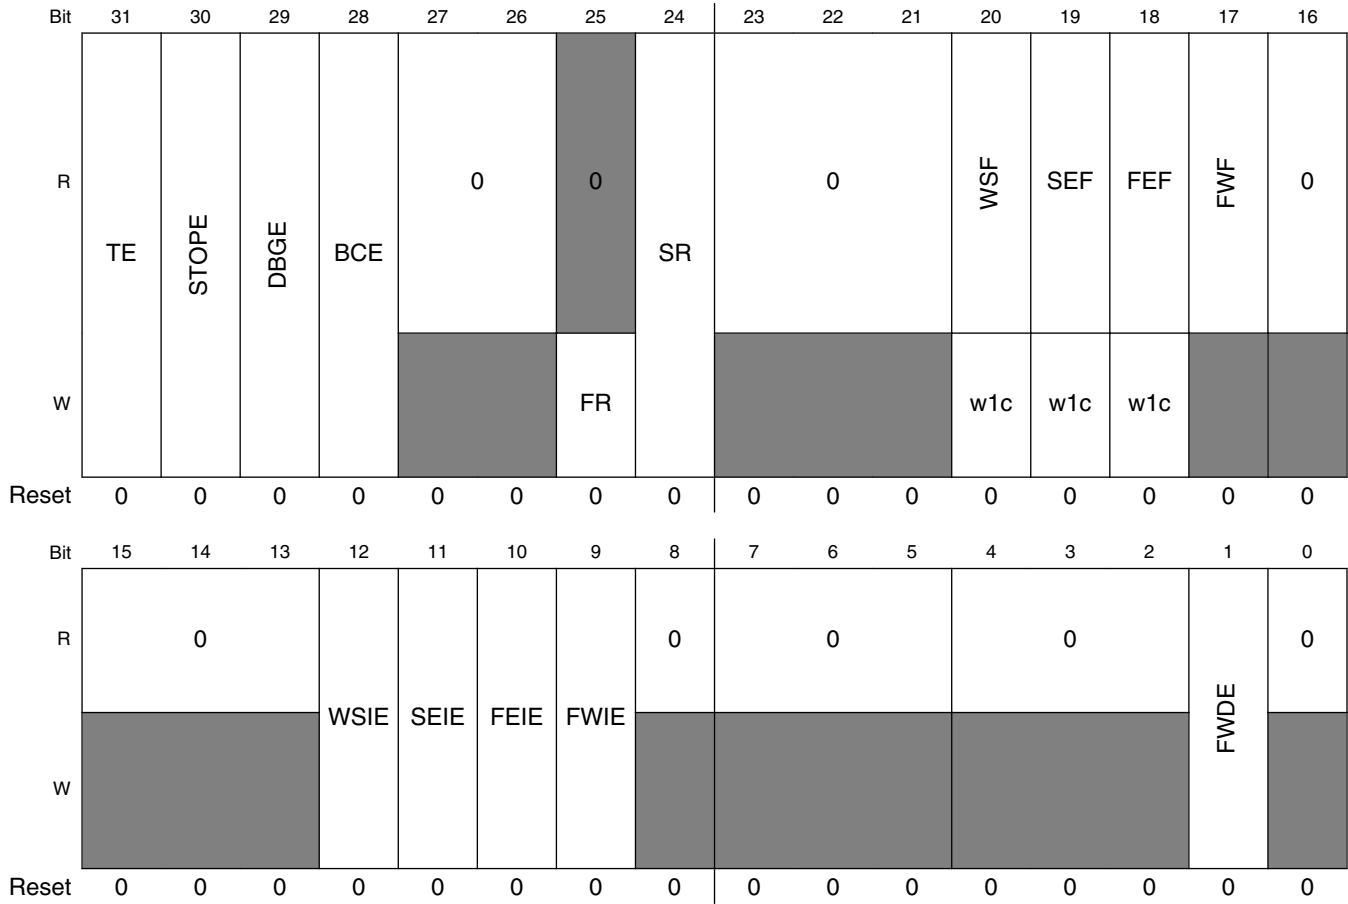 Bit 31 30 29 28 27 26 25 24 23 22 21 20 19 18 17 16
R TE STOPE DBGE BCE 0 0 SR 0 WSF SEF FEF FWF 0
W FR w1c w1c w1c
Reset 0 0 0 0 0 0 0 0 0 0 0 0 0 0 0 0
Bit 15 14 13 12 11 10 9 8 7 6 5 4 3 2 1 0
R 0 WSIE SEIE FEIE FWIE 0 0 0 FWDE 0
W
Reset 0 0 0 0 0 0 0 0 0 0 0 0 0 0 0 0